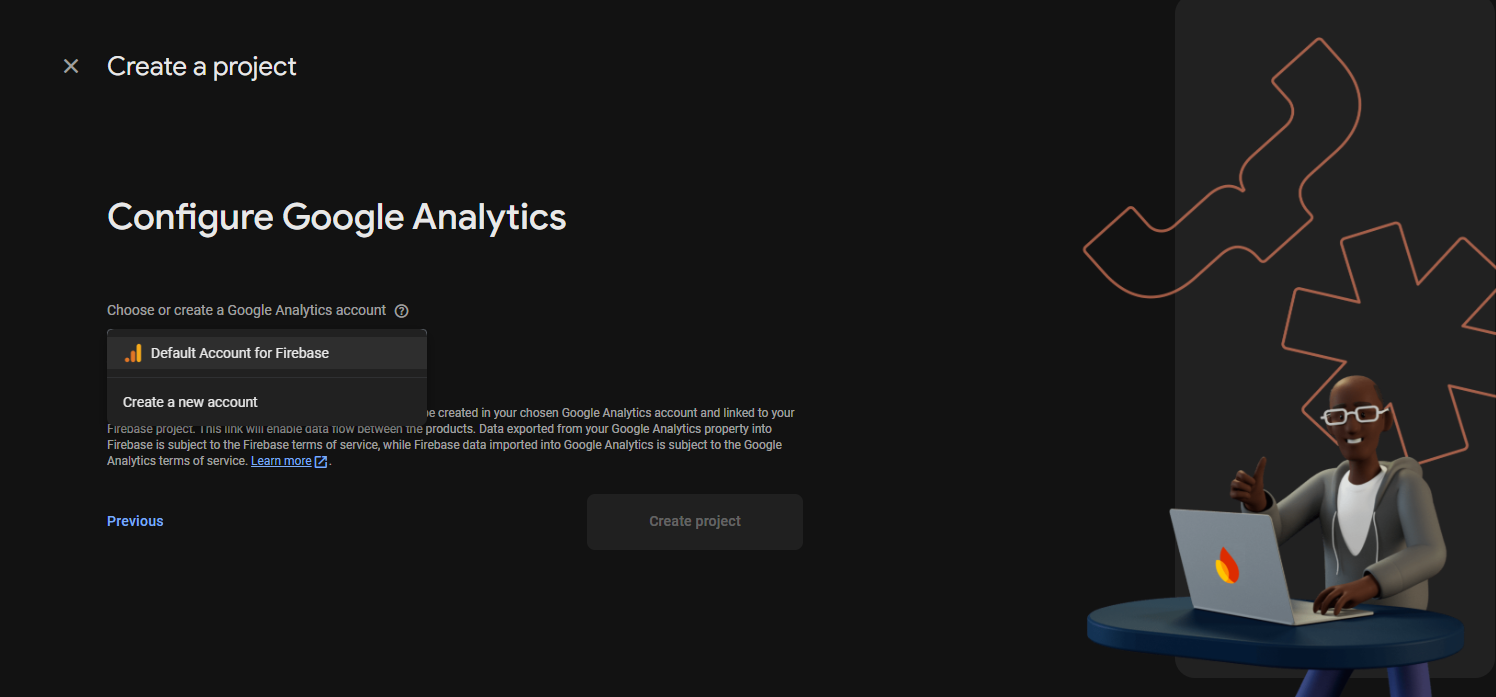 Create a project
Configure Google Analytics
Choose or create a Google Analytics account
Default Account for Firebase
Create a new account
be created in your chosen Google Analytics account and linked to your
Firebase project. This link will enable data flow between the products. Data exported from your Google Analytics property into
Firebase is subject to the Firebase terms of service, while Firebase data imported into Google Analytics is subject to the Google
Analytics terms of service. Learn more.
Previous
Create project